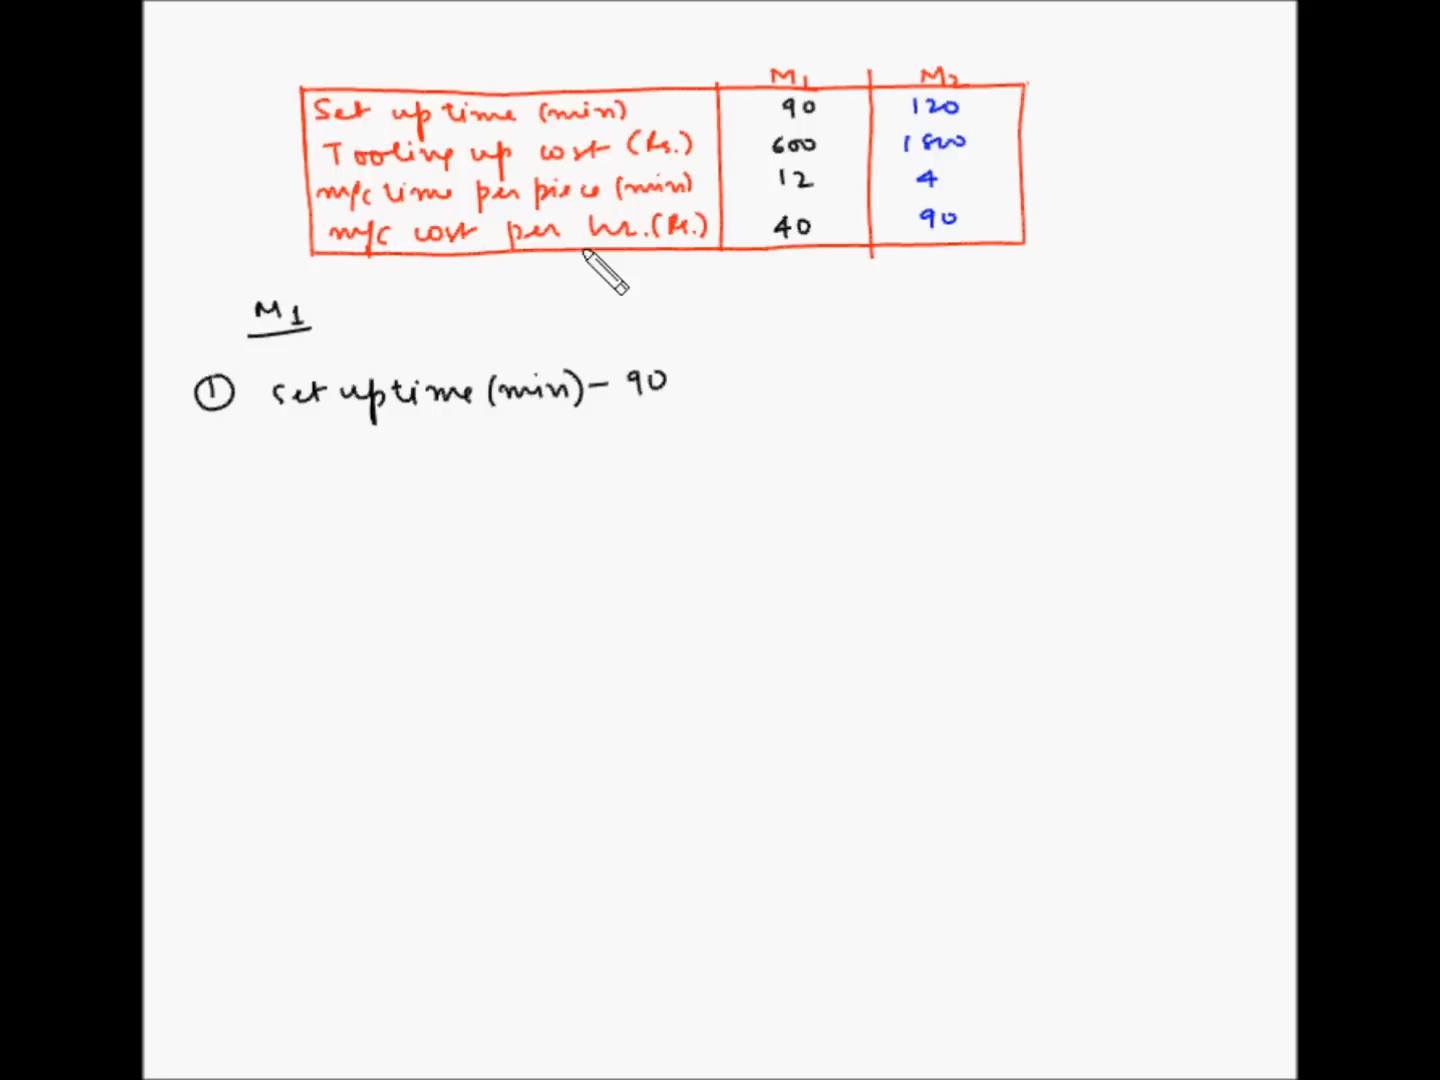 M1 M2
Set up time (min) 90 120
Tooling up cost (Rs.) 600 1800
m/c time per piece (min) 12 4
m/c cost per hr. (Rs.) 40 90
M1
① Set up time (min) - 90